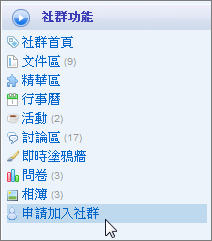 社群功能
社群首頁
文件區 (9)
精華區
行事曆
活動 (2)
討論區 (17)
即時塗鴉牆
問卷 (3)
相簿 (3)
申請加入社群